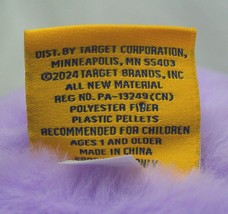 DIST. BY TARGET CORPORATION,
MINNEAPOLIS, MN 55403
©2024 TARGET BRANDS, INC
ALL NEW MATERIAL
REG NO. PA-13249 (CN)
POLYESTER FIBER
PLASTIC PELLETS
RECOMMENDED FOR CHILDREN
AGES 1 AND OLDER
MADE IN CHINA